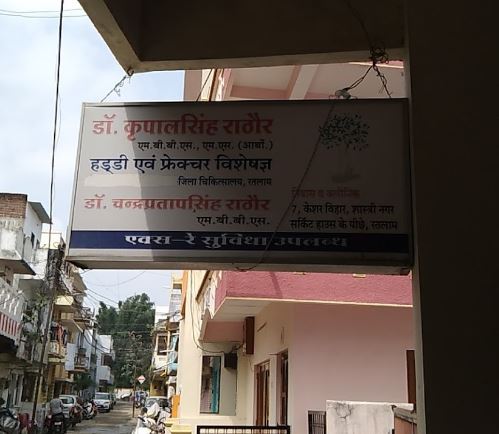 डॉ. कृपालसिंह राठौर
एम.बी.बी.एस., एम.एस. (आर्थो.)
हड्डी एवं फ्रेक्चर विशेषज्ञ
जिला चिकित्सालय, रतलाम
डॉ. चन्द्रप्रतापसिंह राठौर
एम.बी.बी.एस.
निवास व क्लीनिक
7, केशर विहार, शास्त्री नगर
सर्किट हाउस के पीछे, रतलाम
एक्स-रे सुविधा उपलब्ध